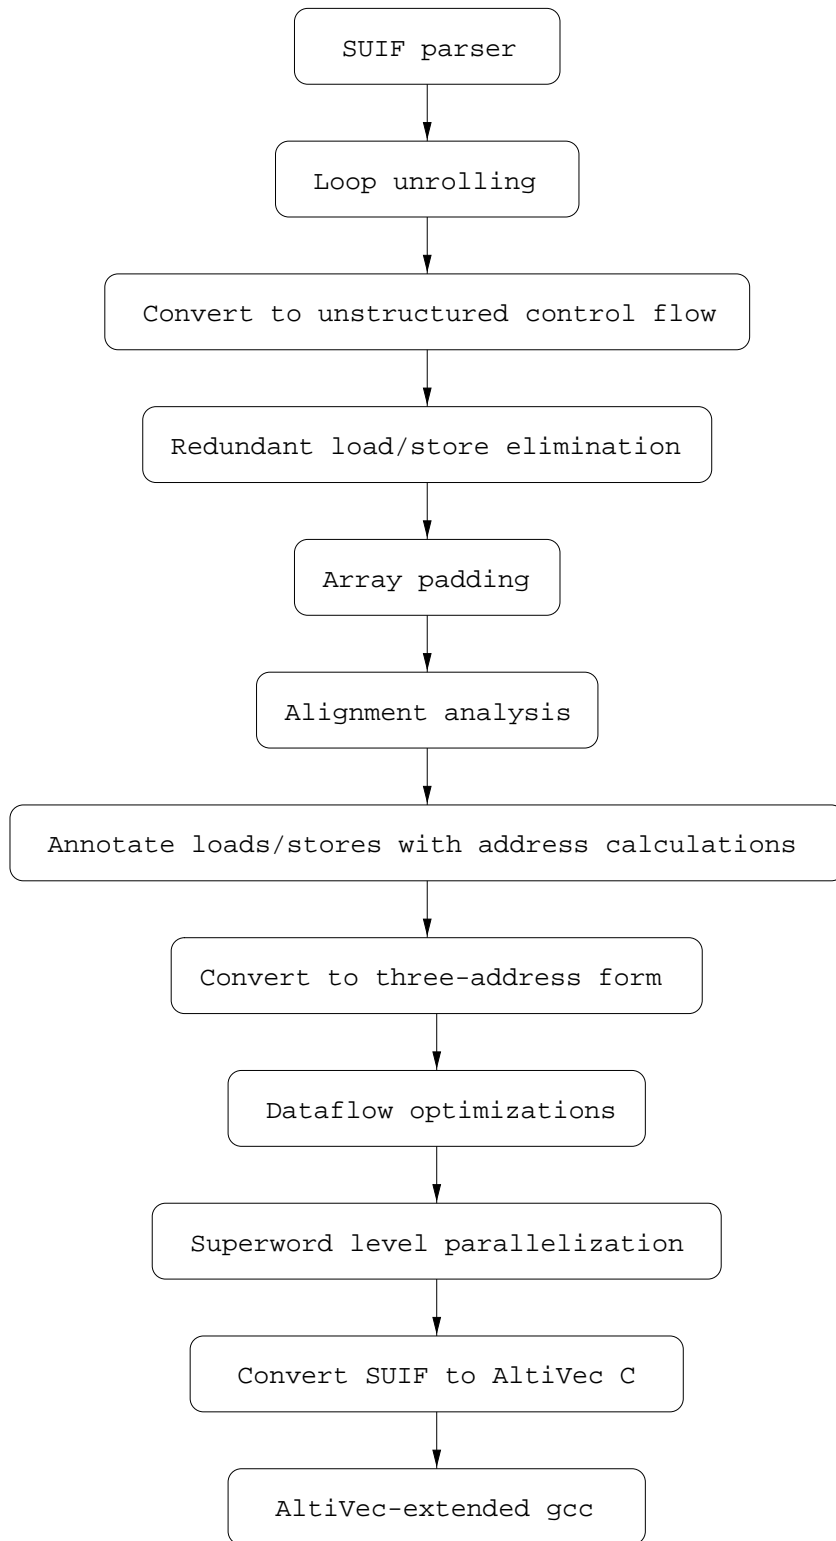 SUIF parser
Loop unrolling
Convert to unstructured control flow
Redundant load/store elimination
Array padding
Alignment analysis
Annotate loads/stores with address calculations
Convert to three-address form
Dataflow optimizations
Superword level parallelization
Convert SUIF to AltiVec C
AltiVec-extended gcc